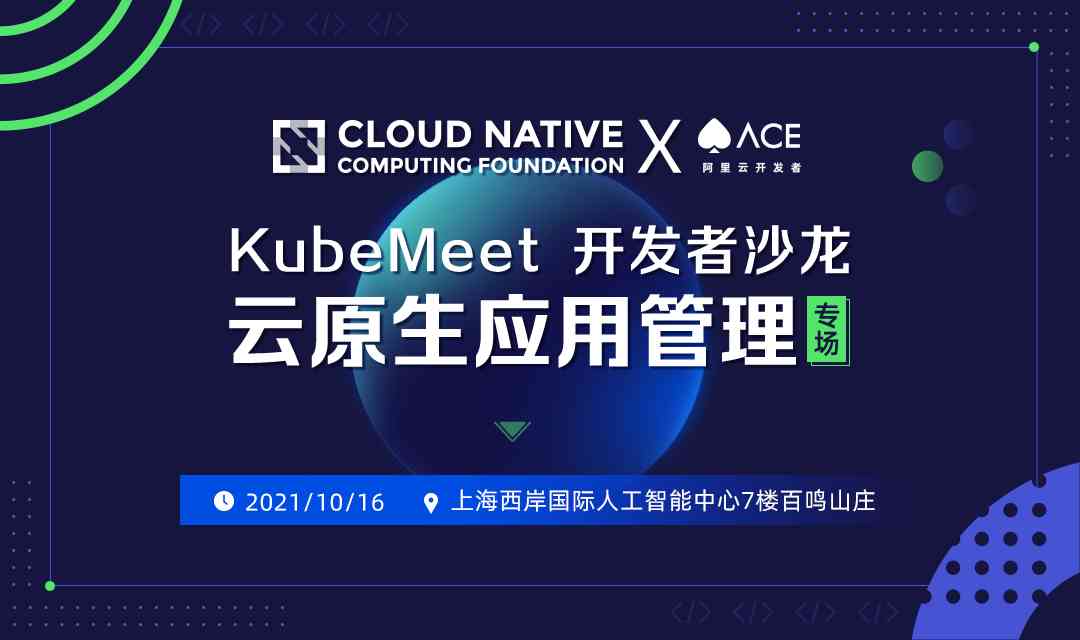 </> </> </> </>
CLOUD NATIVE
COMPUTING FOUNDATION
X
ACE
阿里云开发者
KubeMeet 开发者沙龙
云原生应用管理
专场
2021/10/16
上海西岸国际人工智能中心7楼百鸣山庄
</> </> </> </>